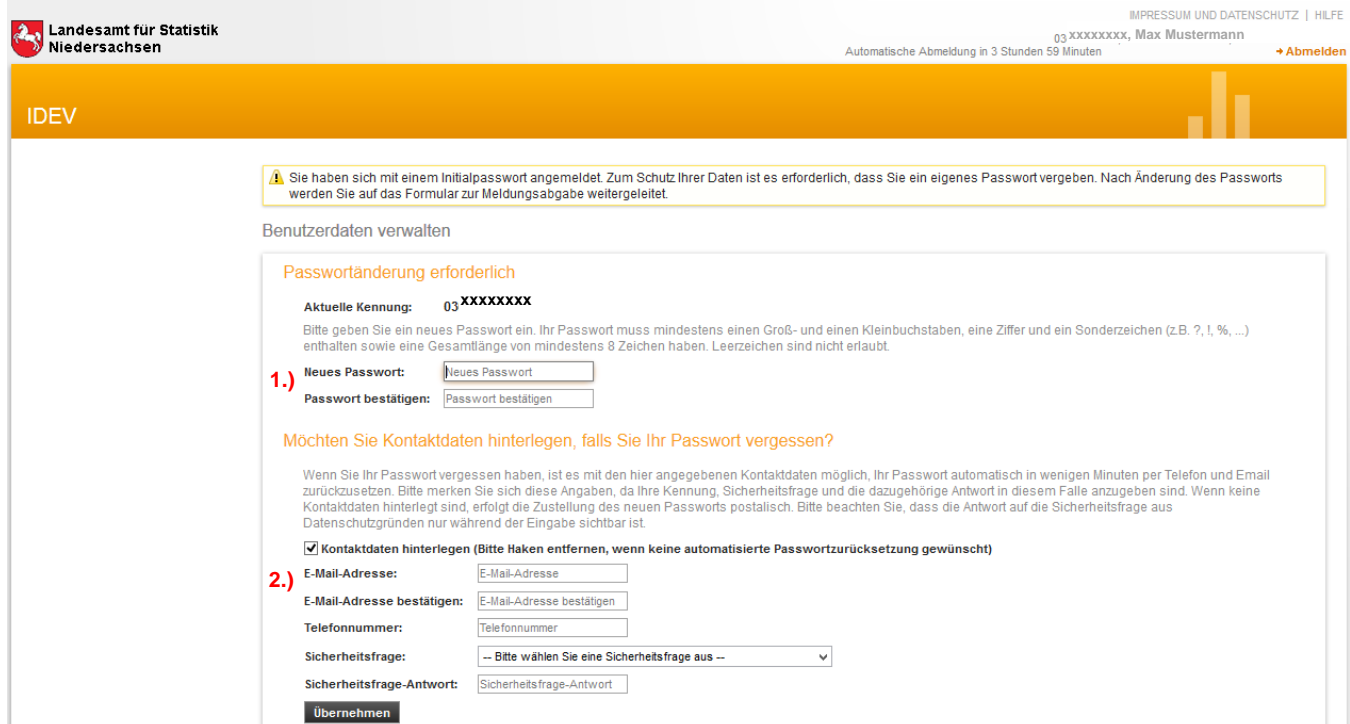 IMPRESSUM UND DATENSCHUTZ | HILFE
Landesamt für Statistik
Niedersachsen
03 xxxxxxxx, Max Mustermann
Automatische Abmeldung in 3 Stunden 59 Minuten
Abmelden
IDEV
Sie haben sich mit einem Initialpasswort angemeldet. Zum Schutz Ihrer Daten ist es erforderlich, dass Sie ein eigenes Passwort vergeben. Nach Änderung des Passworts
werden Sie auf das Formular zur Meldungsabgabe weitergeleitet.
Benutzerdaten verwalten
Passwortänderung erforderlich
Aktuelle Kennung: 03 xxxxxxxx
Bitte geben Sie ein neues Passwort ein. Ihr Passwort muss mindestens einen Groß- und einen Kleinbuchstaben, eine Ziffer und ein Sonderzeichen (z.B. ?, !, %, ...)
enthalten sowie eine Gesamtlänge von mindestens 8 Zeichen haben. Leerzeichen sind nicht erlaubt.
1.) Neues Passwort: Neues Passwort
Passwort bestätigen: Passwort bestätigen
Möchten Sie Kontaktdaten hinterlegen, falls Sie Ihr Passwort vergessen?
Wenn Sie Ihr Passwort vergessen haben, ist es mit den hier angegebenen Kontaktdaten möglich, Ihr Passwort automatisch in wenigen Minuten per Telefon und Email
zurückzusetzen. Bitte merken Sie sich diese Angaben, da Ihre Kennung, Sicherheitsfrage und die dazugehörige Antwort in diesem Falle anzugeben sind. Wenn keine
Kontaktdaten hinterlegt sind, erfolgt die Zustellung des neuen Passworts postalisch. Bitte beachten Sie, dass die Antwort auf die Sicherheitsfrage aus
Datenschutzgründen nur während der Eingabe sichtbar ist.
Kontaktdaten hinterlegen (Bitte Haken entfernen, wenn keine automatisierte Passwortzurücksetzung gewünscht)
2.) E-Mail-Adresse: E-Mail-Adresse
E-Mail-Adresse bestätigen: E-Mail-Adresse bestätigen
Telefonnummer: Telefonnummer
Sicherheitsfrage: -- Bitte wählen Sie eine Sicherheitsfrage aus --
Sicherheitsfrage-Antwort: Sicherheitsfrage-Antwort
Übernehmen